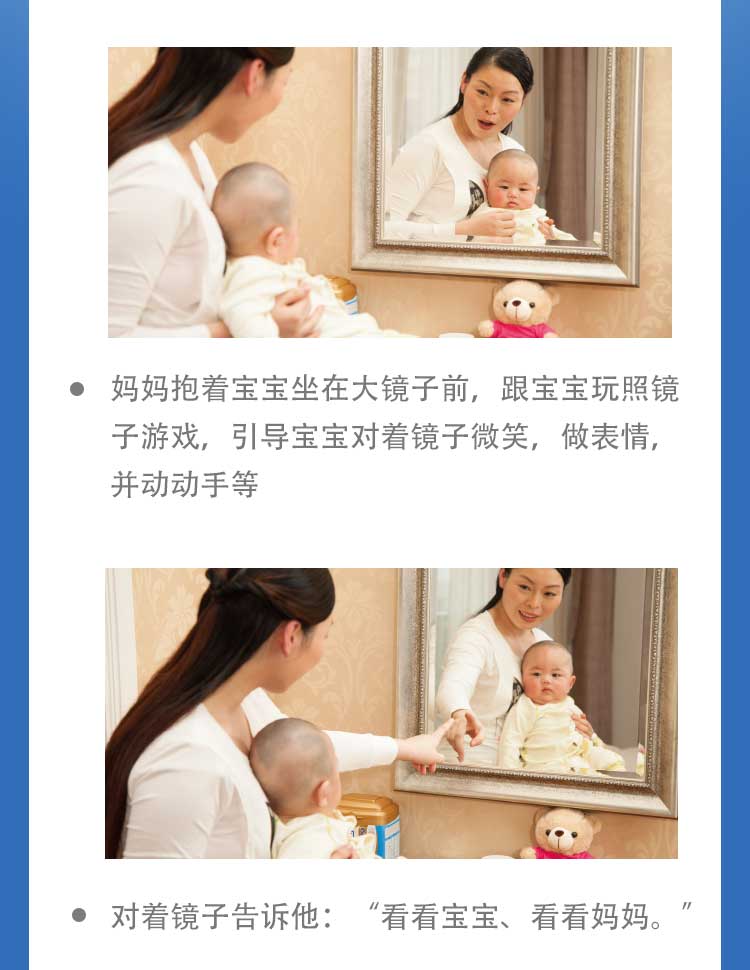 妈妈抱着宝宝坐在大镜子前，跟宝宝玩照镜
子游戏，引导宝宝对着镜子微笑，做表情，
并动动手等
对着镜子告诉他：“看看宝宝、看看妈妈。”